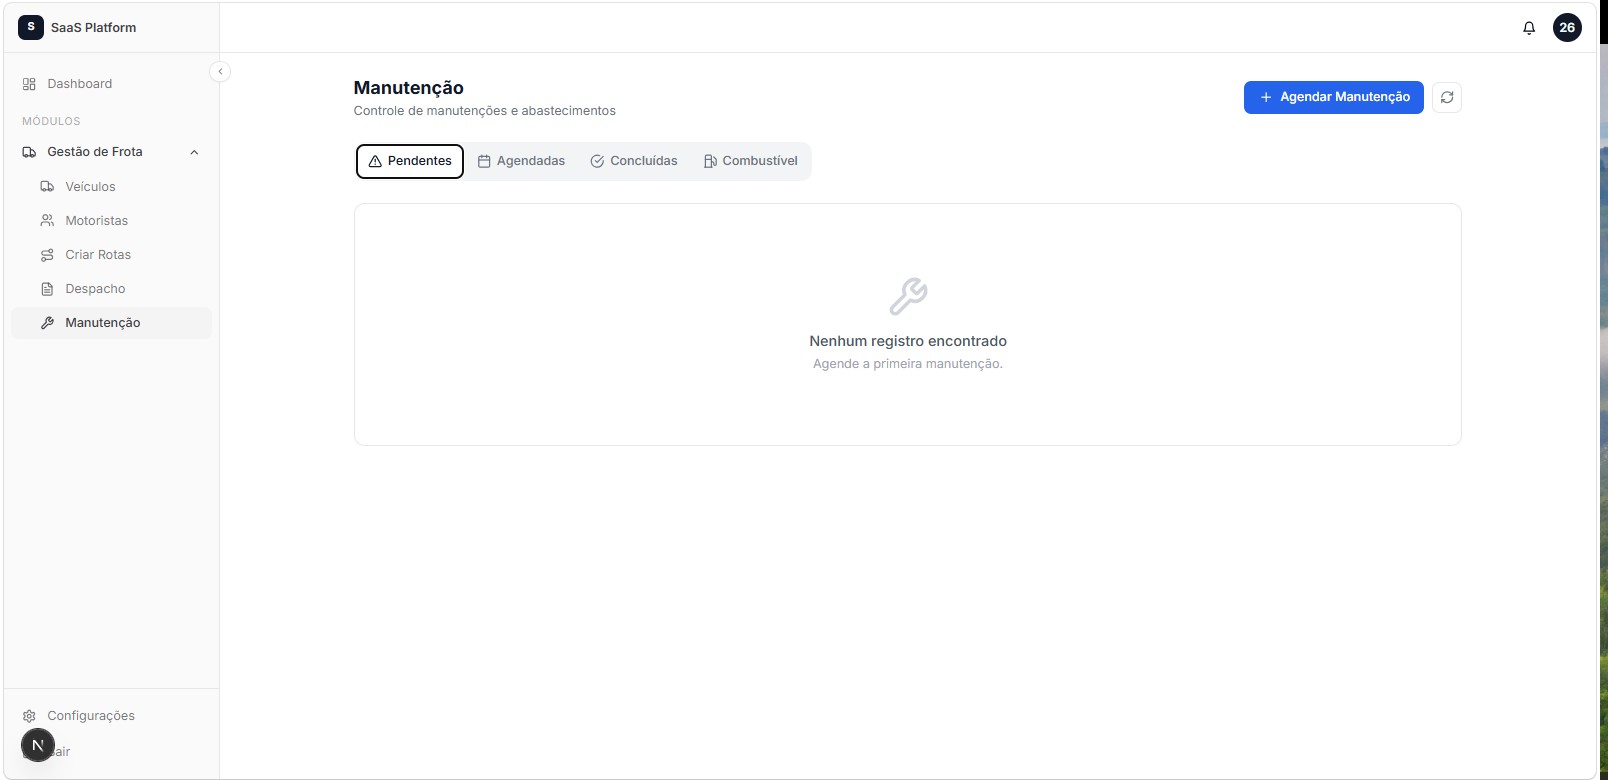 S SaaS Platform
26
Dashboard
MÓDULOS
Gestão de Frota
Veículos
Motoristas
Criar Rotas
Despacho
Manutenção
Configurações
N
Manutenção
Controle de manutenções e abastecimentos
Agendar Manutenção
Pendentes Agendadas Concluídas Combustível
Nenhum registro encontrado
Agende a primeira manutenção.